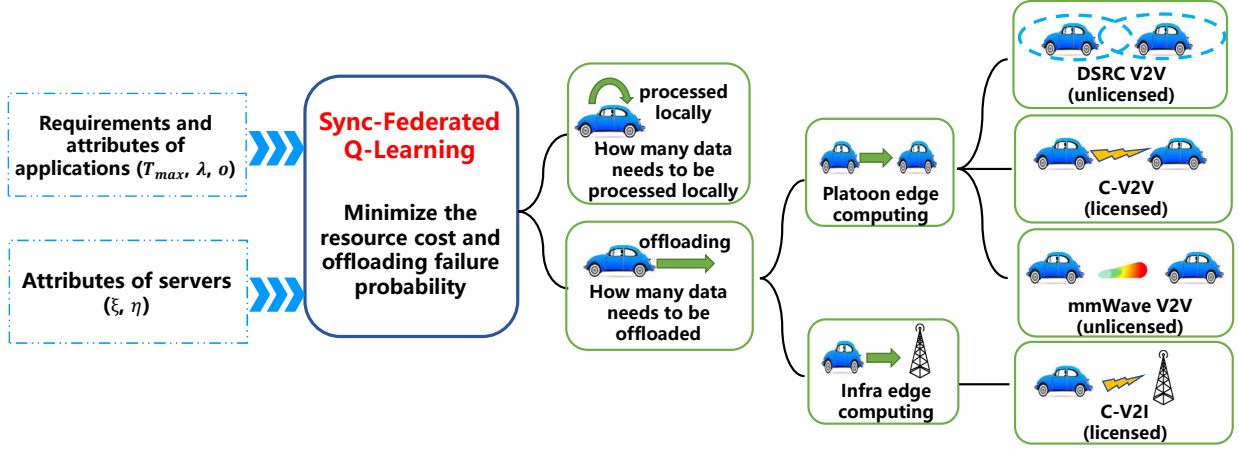 Requirements and
attributes of
applications (T_max, λ, o)
Attributes of servers
(ξ, η)
Sync-Federated
Q-Learning
Minimize the
resource cost and
offloading failure
probability
processed
locally
How many data
needs to be
processed locally
offloading
How many data
needs to be
offloaded
Platoon edge
computing
Infra edge
computing
DSRC V2V
(unlicensed)
C-V2V
(licensed)
mmWave V2V
(unlicensed)
C-V2I
(licensed)